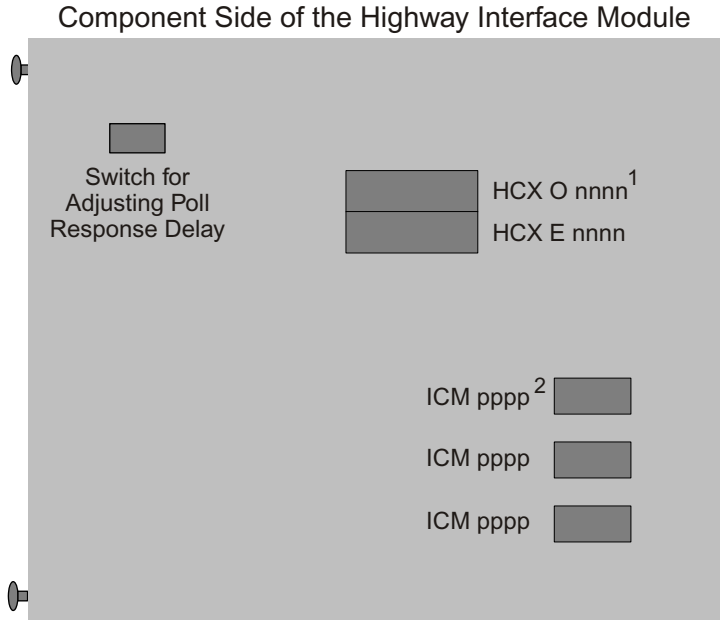 Component Side of the Highway Interface Module
Switch for
Adjusting Poll
Response Delay
HCX O nnnn¹
HCX E nnnn
ICM pppp²
ICM pppp
ICM pppp